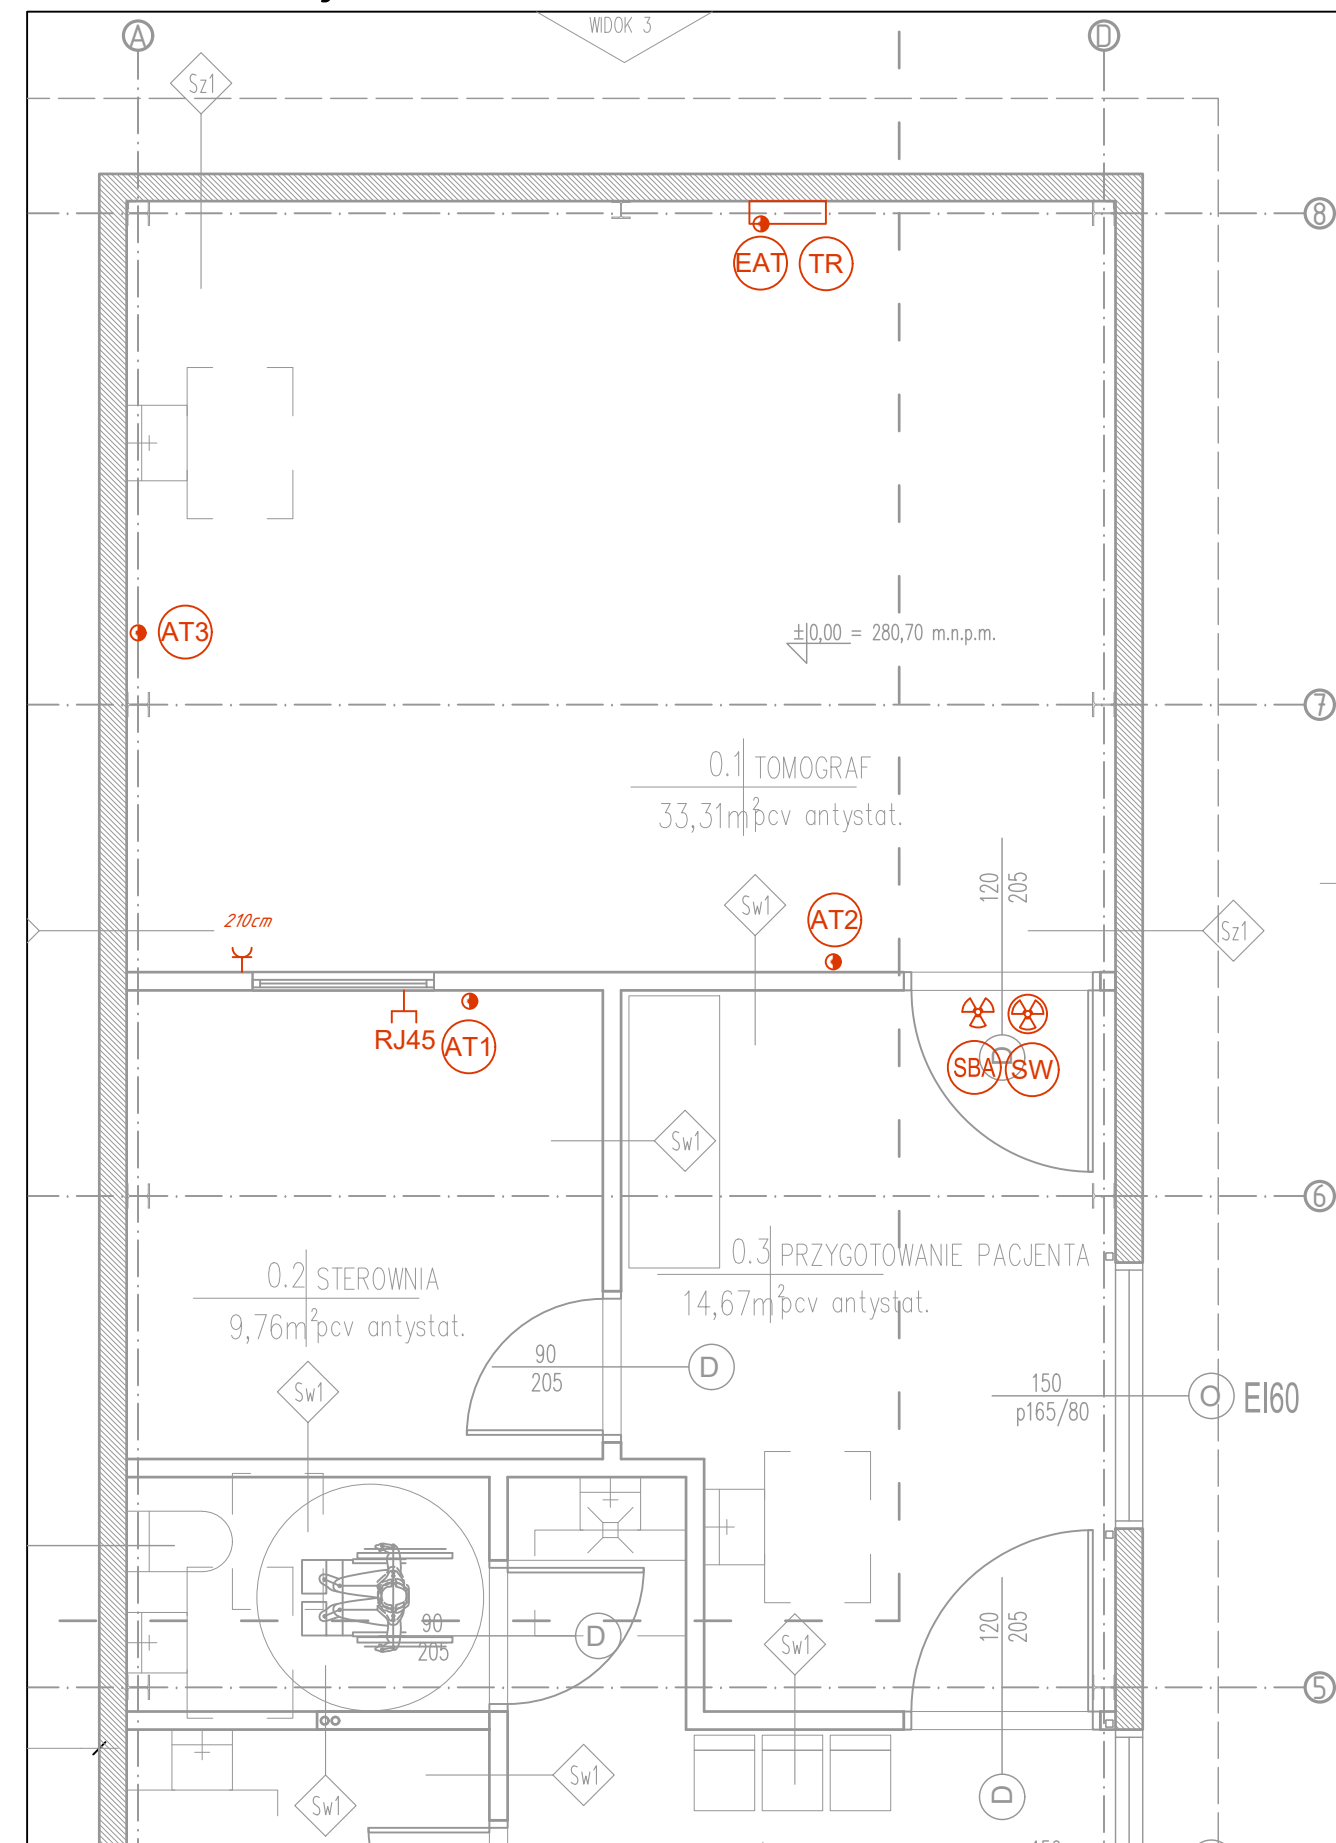 WIDOK 3
A
D
Sz1
8
EAT
TR
AT3
±0,00 = 280,70 m.n.p.m.
7
0.1 TOMOGRAF
33,31m² pcv antystat.
120
205
Sw1
AT2
210cm
Sz1
RJ45
AT1
SBA
SW
D
Sw1
6
0.3 PRZYGOTOWANIE PACJENTA
14,67m² pcv antystat.
0.2 STEROWNIA
9,76m² pcv antystat.
90
205
D
Sw1
150
p165/80
O
EI60
90
205
D
Sw1
120
205
5
Sw1
Sw1
D